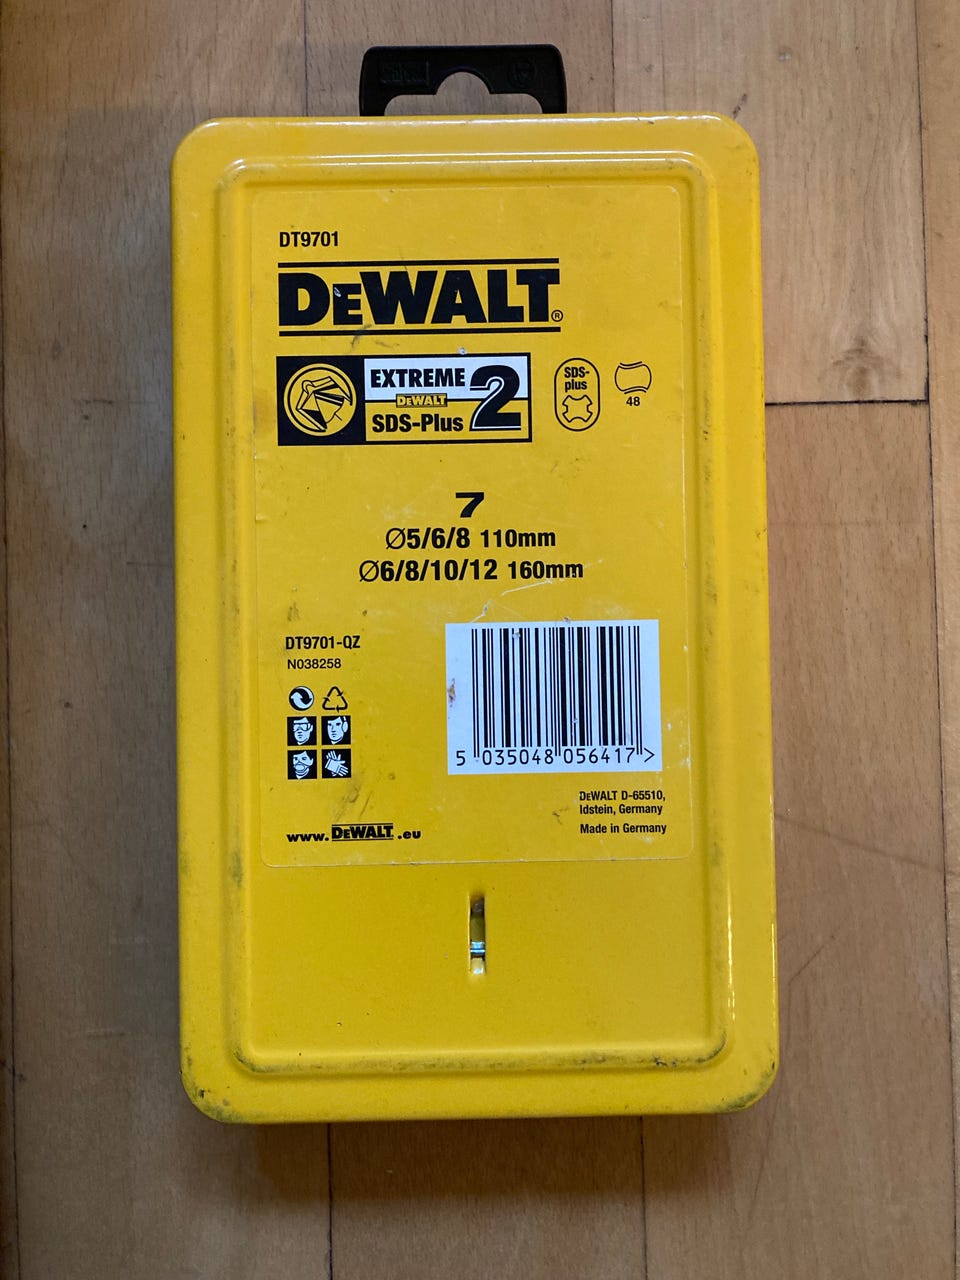 DT9701
DEWALT®
EXTREME 2
DEWALT
SDS-Plus
SDS-
plus
48
7
Ø5/6/8 110mm
Ø6/8/10/12 160mm
DT9701-QZ
N038258
5 035048 056417 >
DEWALT D-65510,
Idstein, Germany
Made in Germany
www.DEWALT.eu